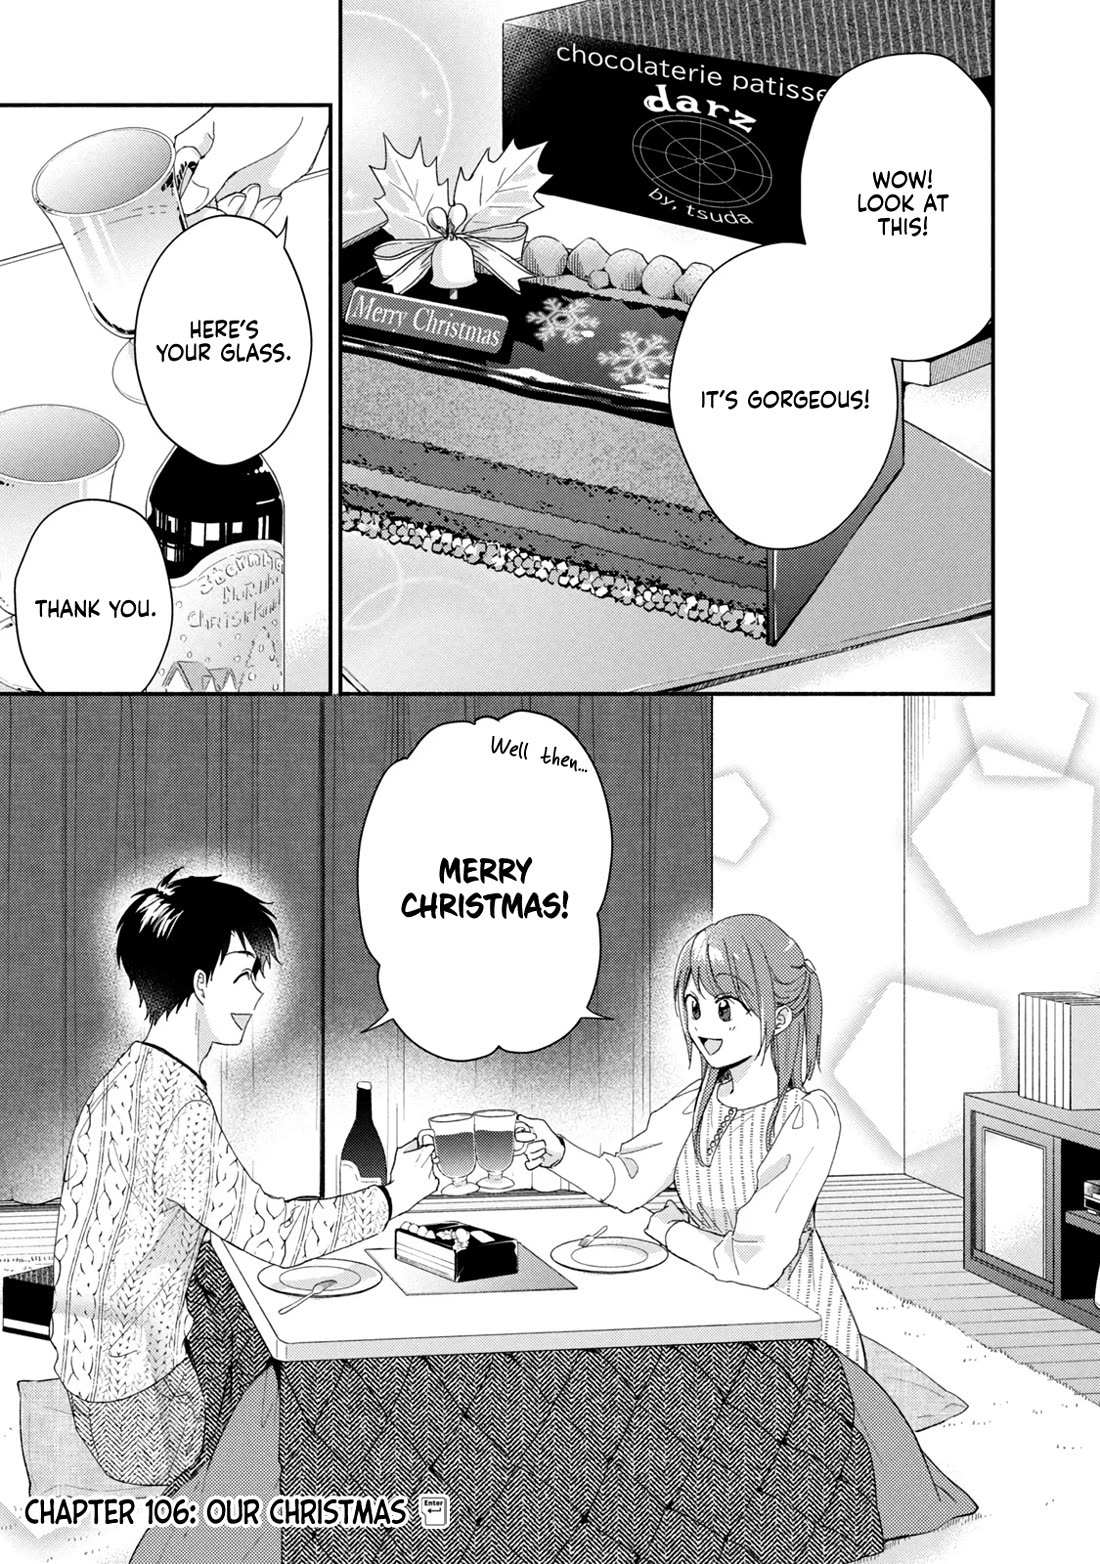 chocolaterie patisse
darz
by, tsuda
WOW!
LOOK AT
THIS!
Merry Christmas
IT'S GORGEOUS!
HERE'S
YOUR GLASS.
THANK YOU.
Well then...
MERRY
CHRISTMAS!
CHAPTER 106: OUR CHRISTMAS
Enter